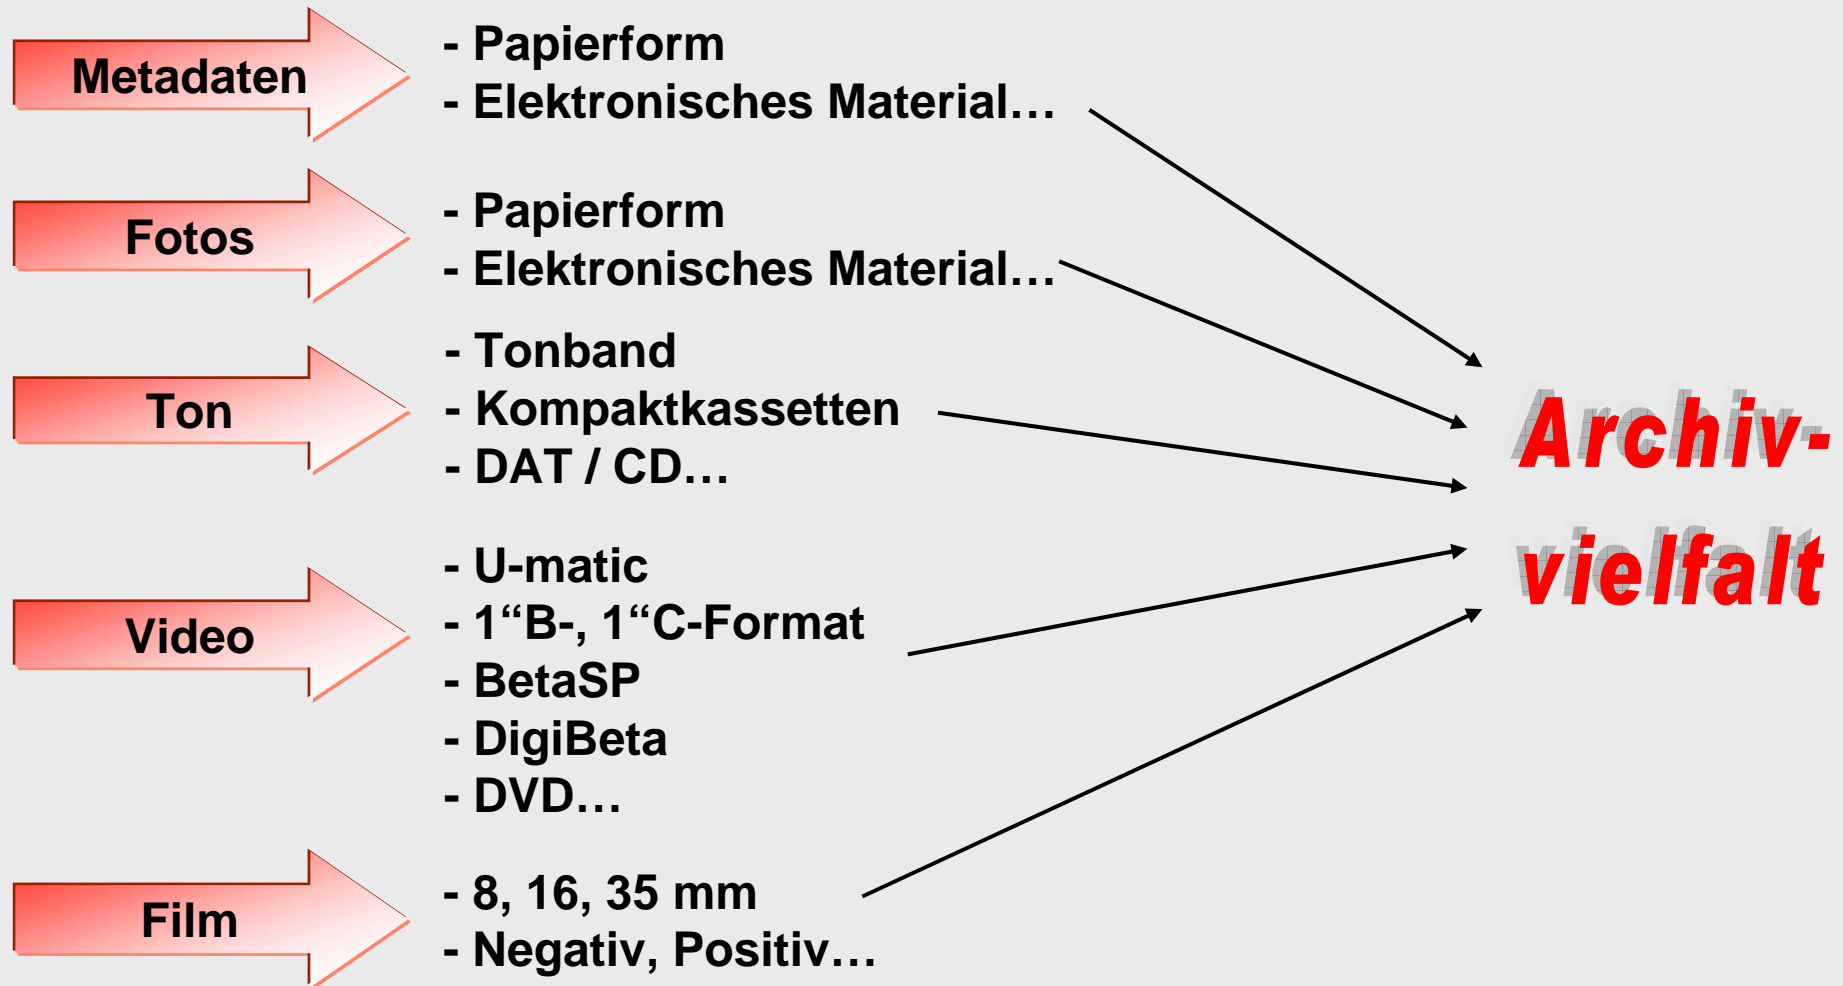 Metadaten
- Papierform
- Elektronisches Material…
Fotos
- Papierform
- Elektronisches Material…
Ton
- Tonband
- Kompaktkassetten
- DAT / CD…
Video
- U-matic
- 1“B-, 1“C-Format
- BetaSP
- DigiBeta
- DVD…
Film
- 8, 16, 35 mm
- Negativ, Positiv…
Archiv-
vielfalt